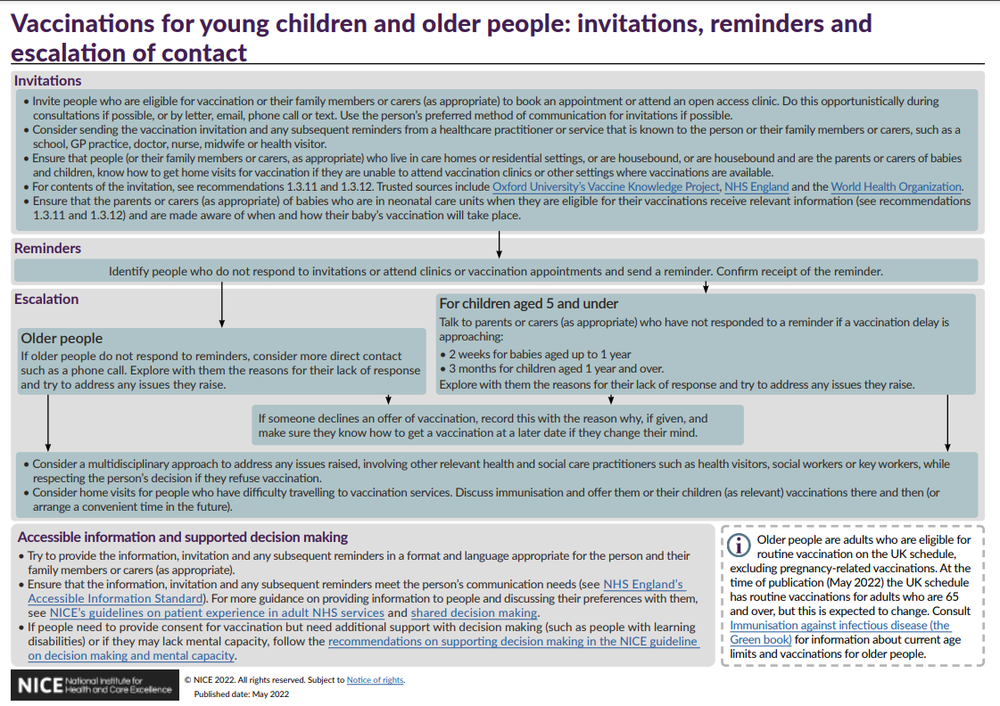 Vaccinations for young children and older people: invitations, reminders and
escalation of contact
Invitations
• Invite people who are eligible for vaccination or their family members or carers (as appropriate) to book an appointment or attend an open access clinic. Do this opportunistically during
consultations if possible, or by letter, email, phone call or text. Use the person's preferred method of communication for invitations if possible.
• Consider sending the vaccination invitation and any subsequent reminders from a healthcare practitioner or service that is known to the person or their family members or carers, such as a
school, GP practice, doctor, nurse, midwife or health visitor.
• Ensure that people (or their family members or carers, as appropriate) who live in care homes or residential settings, or are housebound, or are housebound and are the parents or carers of babies
and children, know how to get home visits for vaccination if they are unable to attend vaccination clinics or other settings where vaccinations are available.
• For contents of the invitation, see recommendations 1.3.11 and 1.3.12. Trusted sources include Oxford University's Vaccine Knowledge Project, NHS England and the World Health Organization.
• Ensure that the parents or carers (as appropriate) of babies who are in neonatal care units when they are eligible for their vaccinations receive relevant information (see recommendations
1.3.11 and 1.3.12) and are made aware of when and how their baby's vaccination will take place.
Reminders
Identify people who do not respond to invitations or attend clinics or vaccination appointments and send a reminder. Confirm receipt of the reminder.
Escalation
Older people
If older people do not respond to reminders, consider more direct contact
such as a phone call. Explore with them the reasons for their lack of response
and try to address any issues they raise.
For children aged 5 and under
Talk to parents or carers (as appropriate) who have not responded to a reminder if a vaccination delay is
approaching:
• 2 weeks for babies aged up to 1 year
• 3 months for children aged 1 year and over.
Explore with them the reasons for their lack of response and try to address any issues they raise.
If someone declines an offer of vaccination, record this with the reason why, if given, and
make sure they know how to get a vaccination at a later date if they change their mind.
• Consider a multidisciplinary approach to address any issues raised, involving other relevant health and social care practitioners such as health visitors, social workers or key workers, while
respecting the person's decision if they refuse vaccination.
• Consider home visits for people who have difficulty travelling to vaccination services. Discuss immunisation and offer them or their children (as relevant) vaccinations there and then (or
arrange a convenient time in the future).
Accessible information and supported decision making
• Try to provide the information, invitation and any subsequent reminders in a format and language appropriate for the person and their
family members or carers (as appropriate).
• Ensure that the information, invitation and any subsequent reminders meet the person's communication needs (see NHS England's
Accessible Information Standard). For more guidance on providing information to people and discussing their preferences with them,
see NICE's guidelines on patient experience in adult NHS services and shared decision making.
• If people need to provide consent for vaccination but need additional support with decision making (such as people with learning
disabilities) or if they may lack mental capacity, follow the recommendations on supporting decision making in the NICE guideline
on decision making and mental capacity.
i
Older people are adults who are eligible for
routine vaccination on the UK schedule,
excluding pregnancy-related vaccinations. At the
time of publication (May 2022) the UK schedule
has routine vaccinations for adults who are 65
and over, but this is expected to change. Consult
Immunisation against infectious disease (the
Green book) for information about current age
limits and vaccinations for older people.
NICE National Institute for
Health and Care Excellence
© NICE 2022. All rights reserved. Subject to Notice of rights.
Published date: May 2022